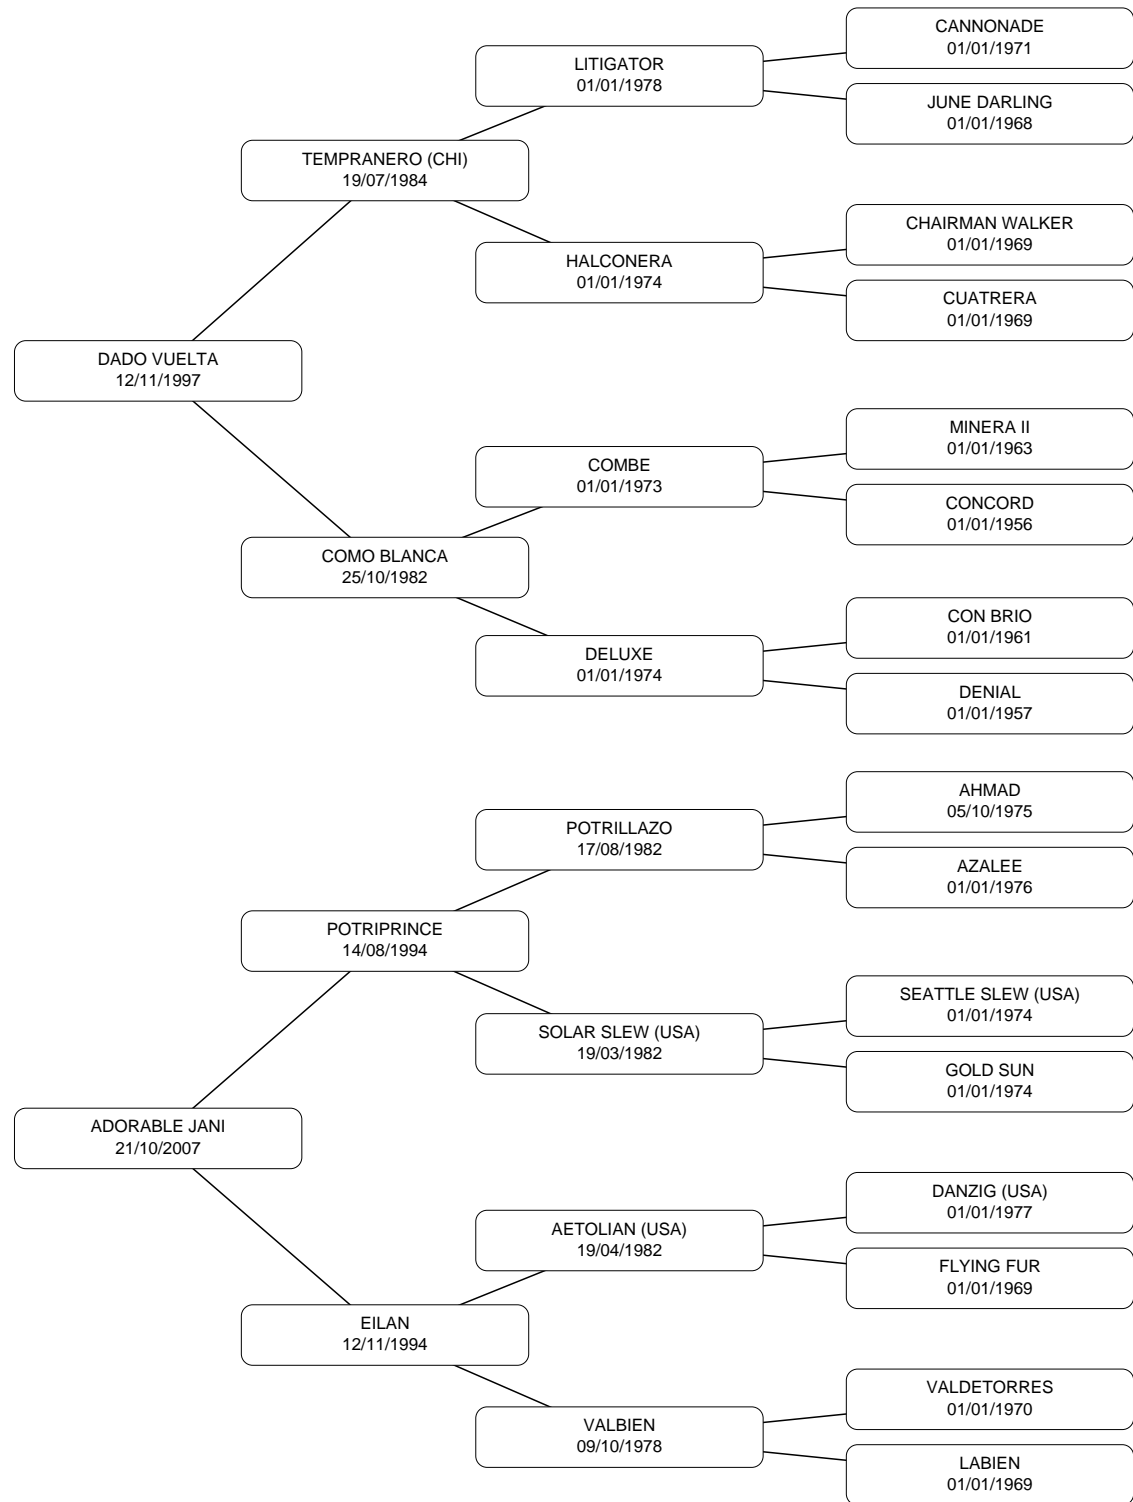 CANNONADE
01/01/1971
LITIGATOR
01/01/1978
JUNE DARLING
01/01/1968
TEMPRANERO (CHI)
19/07/1984
CHAIRMAN WALKER
01/01/1969
HALCONERA
01/01/1974
CUATRERA
01/01/1969
DADO VUELTA
12/11/1997
MINERA II
01/01/1963
COMBE
01/01/1973
CONCORD
01/01/1956
COMO BLANCA
25/10/1982
CON BRIO
01/01/1961
DELUXE
01/01/1974
DENIAL
01/01/1957
AHMAD
05/10/1975
POTRILLAZO
17/08/1982
AZALEE
01/01/1976
POTRIPRINCE
14/08/1994
SEATTLE SLEW (USA)
01/01/1974
SOLAR SLEW (USA)
19/03/1982
GOLD SUN
01/01/1974
ADORABLE JANI
21/10/2007
DANZIG (USA)
01/01/1977
AETOLIAN (USA)
19/04/1982
FLYING FUR
01/01/1969
EILAN
12/11/1994
VALDETORRES
01/01/1970
VALBIEN
09/10/1978
LABIEN
01/01/1969